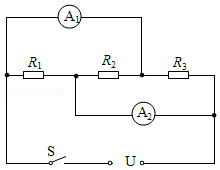 A₁
R₁ R₂ R₃
A₂
S U